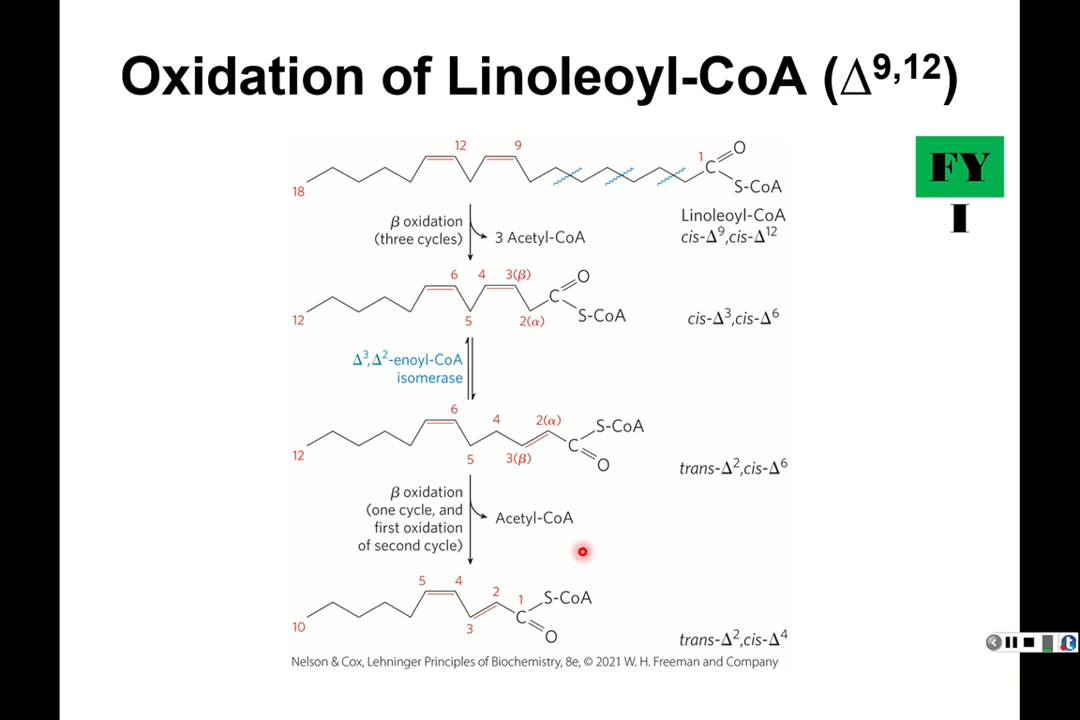 Oxidation of Linoleoyl-CoA (Δ9,12)
FY
I
12 9 1 O
C
18 S-CoA
β oxidation
(three cycles)
3 Acetyl-CoA
Linoleoyl-CoA
cis-Δ9,cis-Δ12
6 4 3(β) O
C
12 5 2(α) S-CoA
cis-Δ3,cis-Δ6
Δ3,Δ2-enoyl-CoA
isomerase
6 4 2(α) S-CoA
C
12 5 3(β) O
trans-Δ2,cis-Δ6
β oxidation
(one cycle, and
first oxidation
of second cycle)
Acetyl-CoA
5 4 2 1 S-CoA
C
10 3 O
trans-Δ2,cis-Δ4
Nelson & Cox, Lehninger Principles of Biochemistry, 8e, © 2021 W. H. Freeman and Company
t